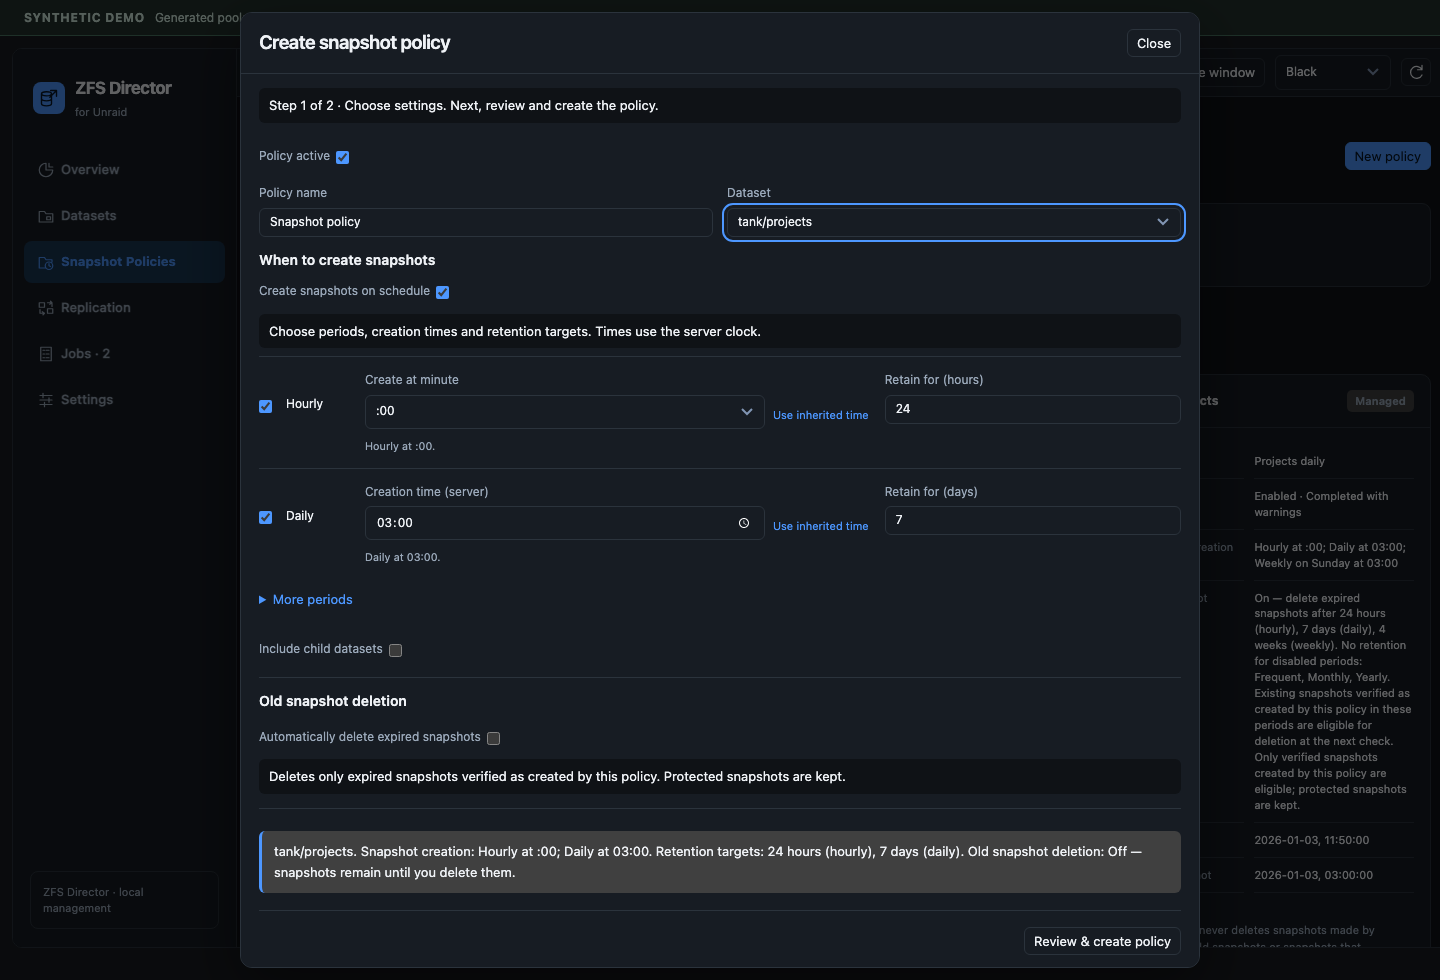 SYNTHETIC DEMO Generated pool
ZFS Director
for Unraid
Overview
Datasets
Snapshot Policies
Replication
Jobs · 2
Settings
ZFS Director · local
management
Create snapshot policy
Close
Step 1 of 2 · Choose settings. Next, review and create the policy.
Policy active
Policy name
Dataset
Snapshot policy
tank/projects
When to create snapshots
Create snapshots on schedule
Choose periods, creation times and retention targets. Times use the server clock.
Hourly
Create at minute
:00
Use inherited time
Retain for (hours)
24
Hourly at :00.
Daily
Creation time (server)
03:00
Use inherited time
Retain for (days)
7
Daily at 03:00.
More periods
Include child datasets
Old snapshot deletion
Automatically delete expired snapshots
Deletes only expired snapshots verified as created by this policy. Protected snapshots are kept.
tank/projects. Snapshot creation: Hourly at :00; Daily at 03:00. Retention targets: 24 hours (hourly), 7 days (daily). Old snapshot deletion: Off —
snapshots remain until you delete them.
Review & create policy
window
Black
New policy
Managed
Projects daily
Enabled · Completed with
warnings
Hourly at :00; Daily at 03:00;
Weekly on Sunday at 03:00
On — delete expired
snapshots after 24 hours
(hourly), 7 days (daily), 4
weeks (weekly). No retention
for disabled periods:
Frequent, Monthly, Yearly.
Existing snapshots verified as
created by this policy in these
periods are eligible for
deletion at the next check.
Only verified snapshots
created by this policy are
eligible; protected snapshots
are kept.
2026-01-03, 11:50:00
2026-01-03, 03:00:00
never deletes snapshots made by
snapshots or snapshots that